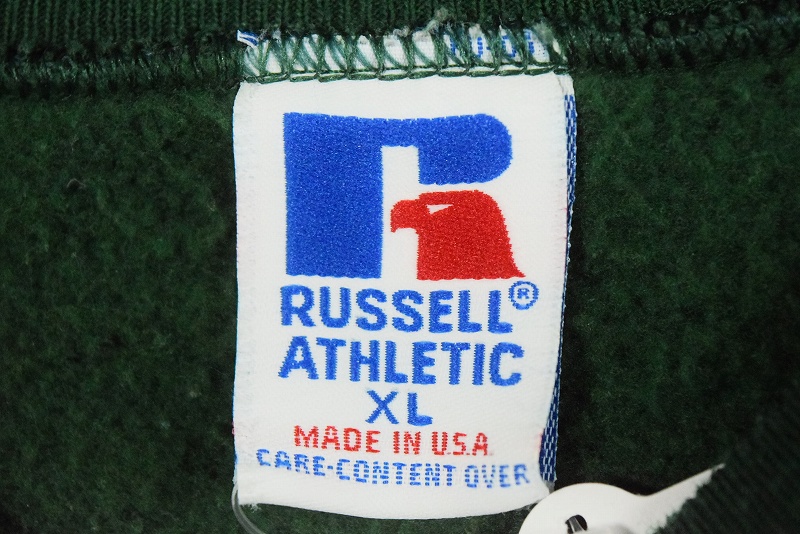 RUSSELL®
ATHLETIC
XL
MADE IN U.S.A.
CARE-CONTENT OVER